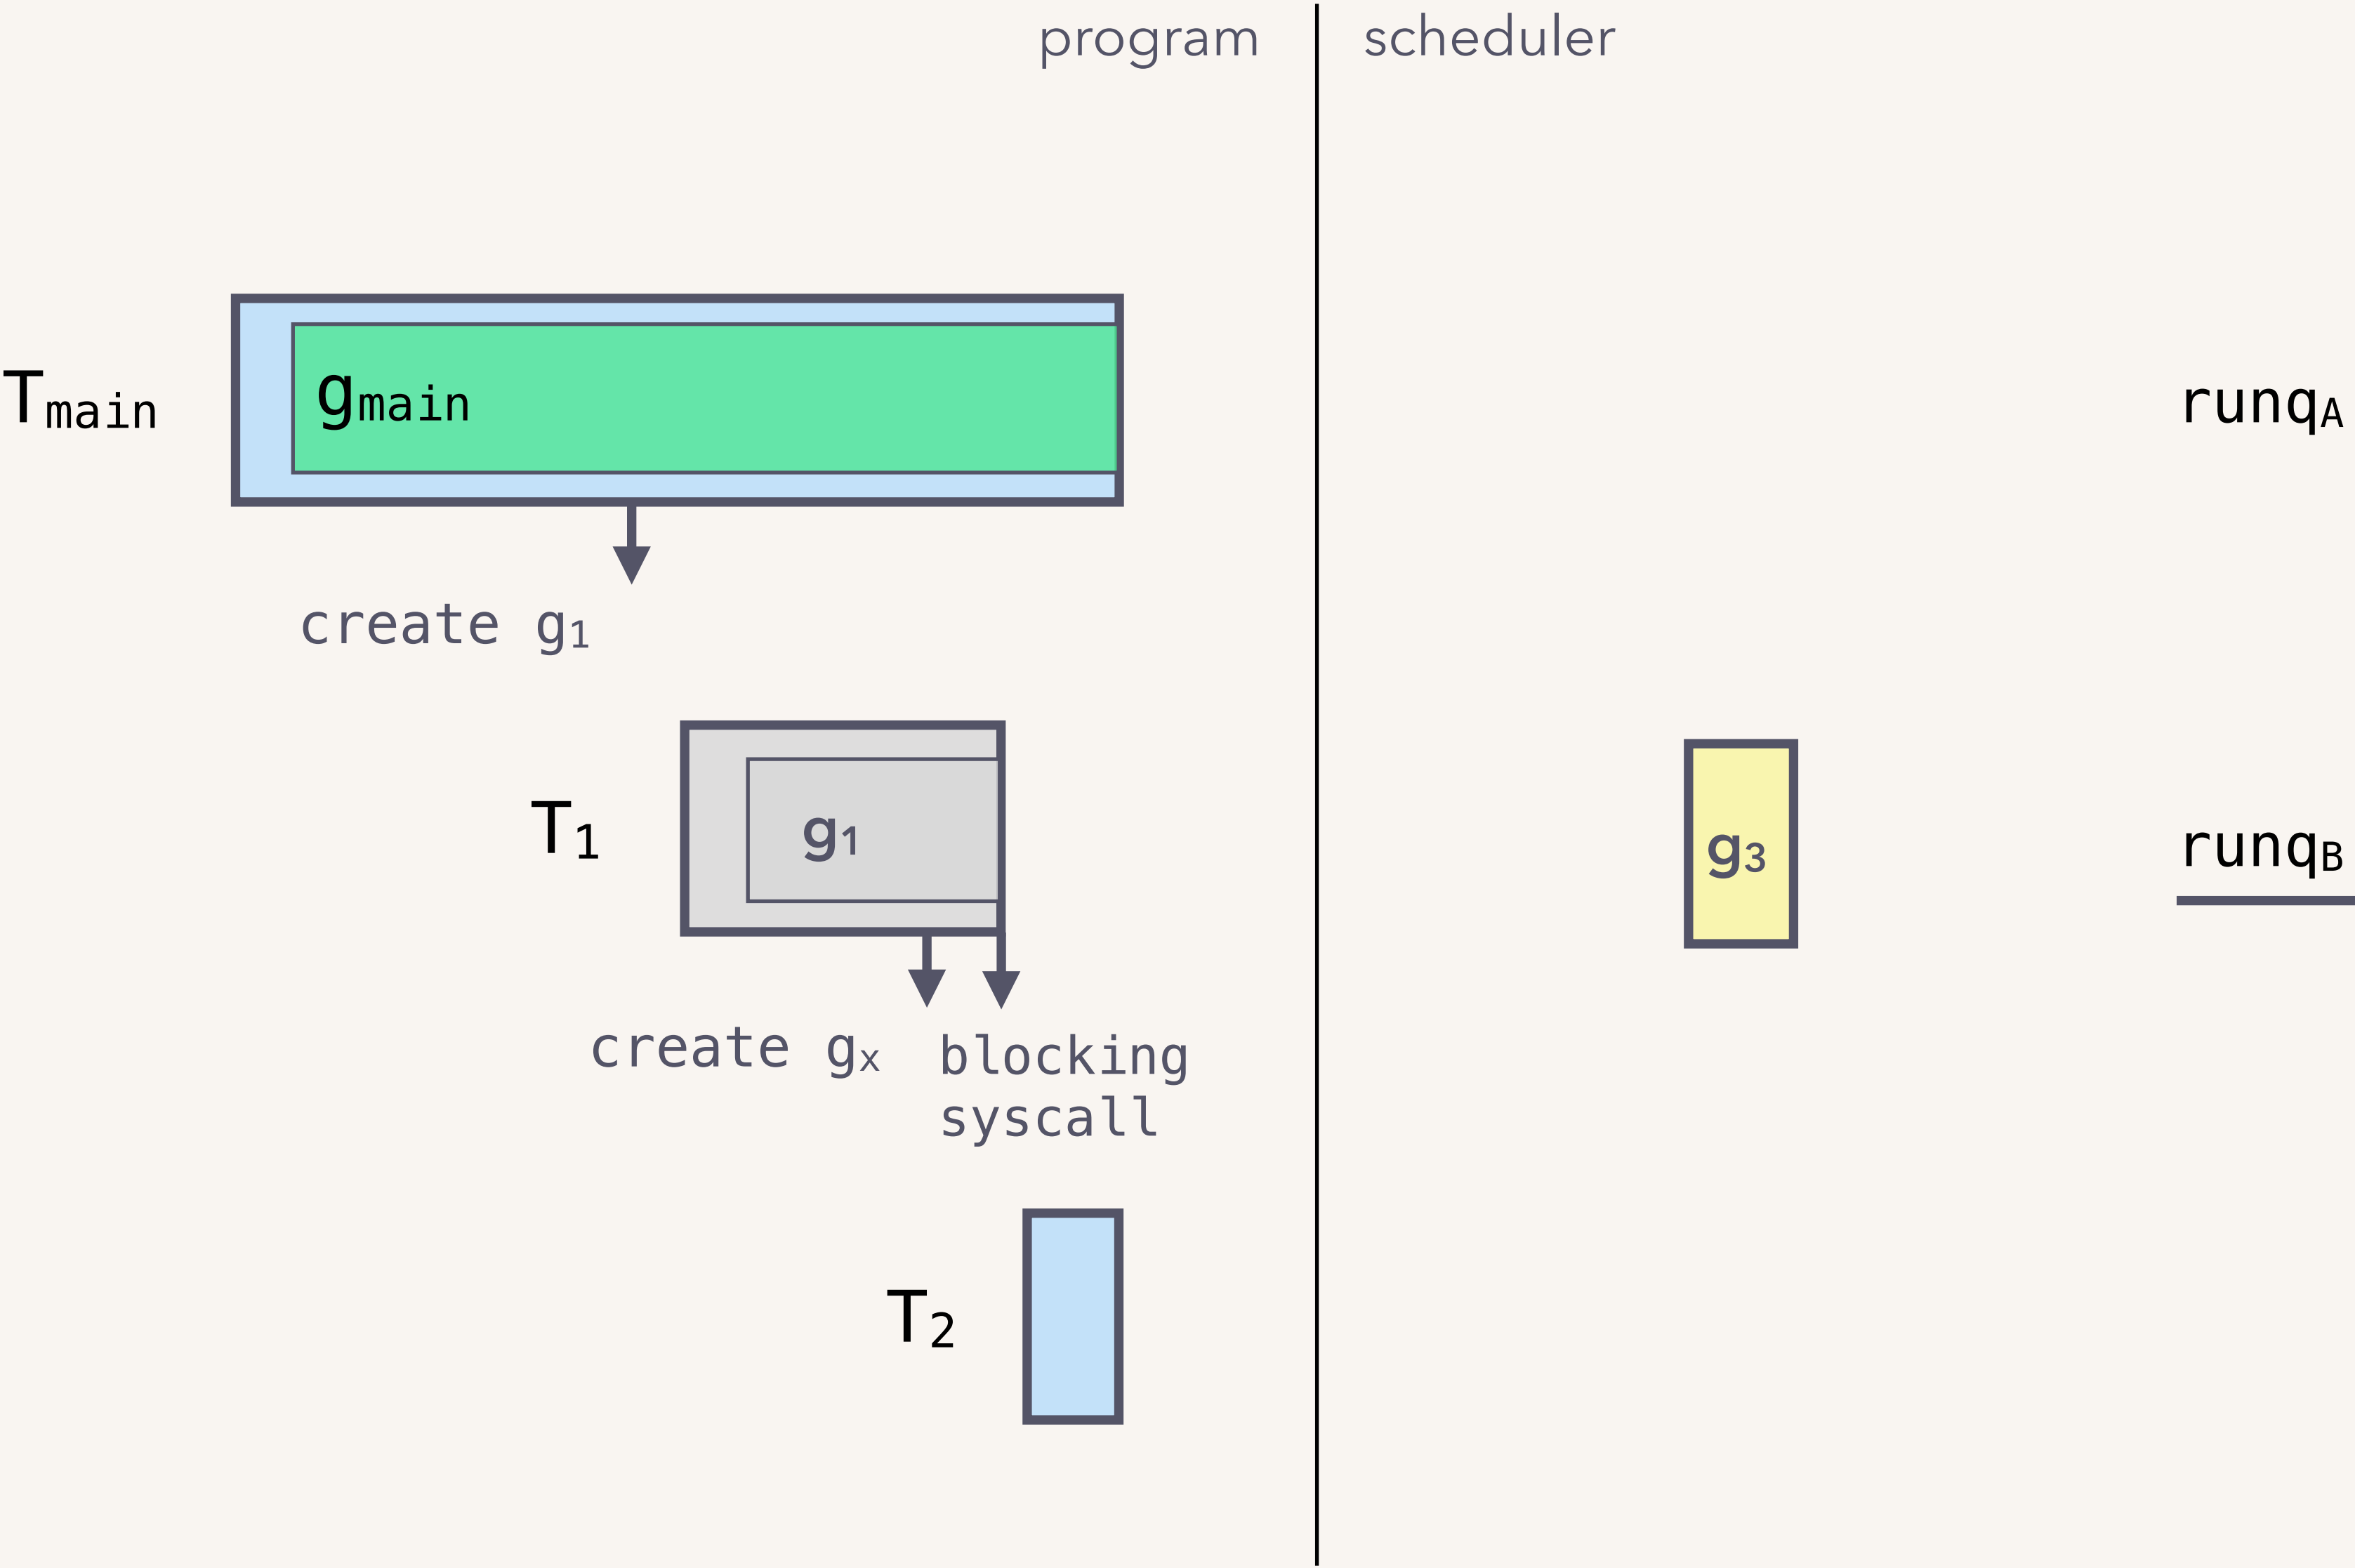 program
scheduler
Tmain
gmain
runqA
create g1
T1
g1
g3
runqB
create gx
blocking
syscall
T2